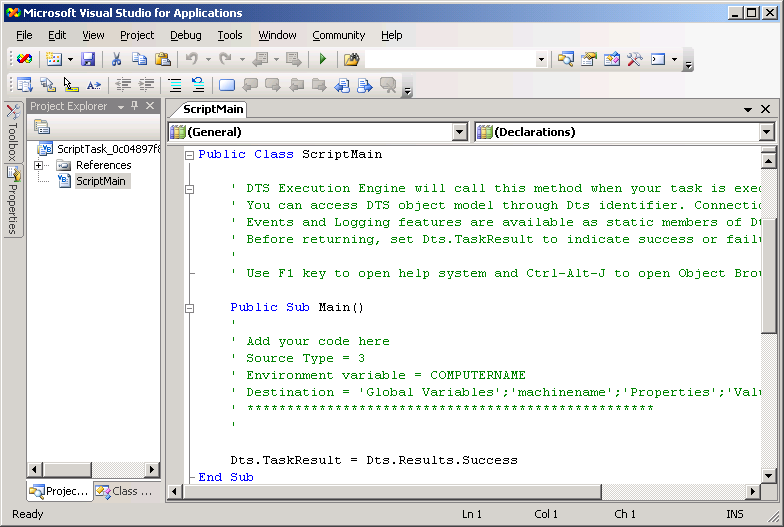 Microsoft Visual Studio for Applications
File Edit View Project Debug Tools Window Community Help
Project Explorer
ScriptMain
Toolbox
Properties
ScriptTask_0c04897f8
References
ScriptMain
(General) (Declarations)
Public Class ScriptMain
' DTS Execution Engine will call this method when your task is exec
' You can access DTS object model through Dts identifier. Connectio
' Events and Logging features are available as static members of Dt
' Before returning, set Dts.TaskResult to indicate success or failu
'
' Use F1 key to open help system and Ctrl-Alt-J to open Object Brow
Public Sub Main()
'
' Add your code here
' Source Type = 3
' Environment variable = COMPUTERNAME
' Destination = 'Global Variables';'machinename';'Properties';'Valu
' ***************************************************
'
Dts.TaskResult = Dts.Results.Success
End Sub
Projec... Class ...
Ready Ln 1 Col 1 Ch 1 INS